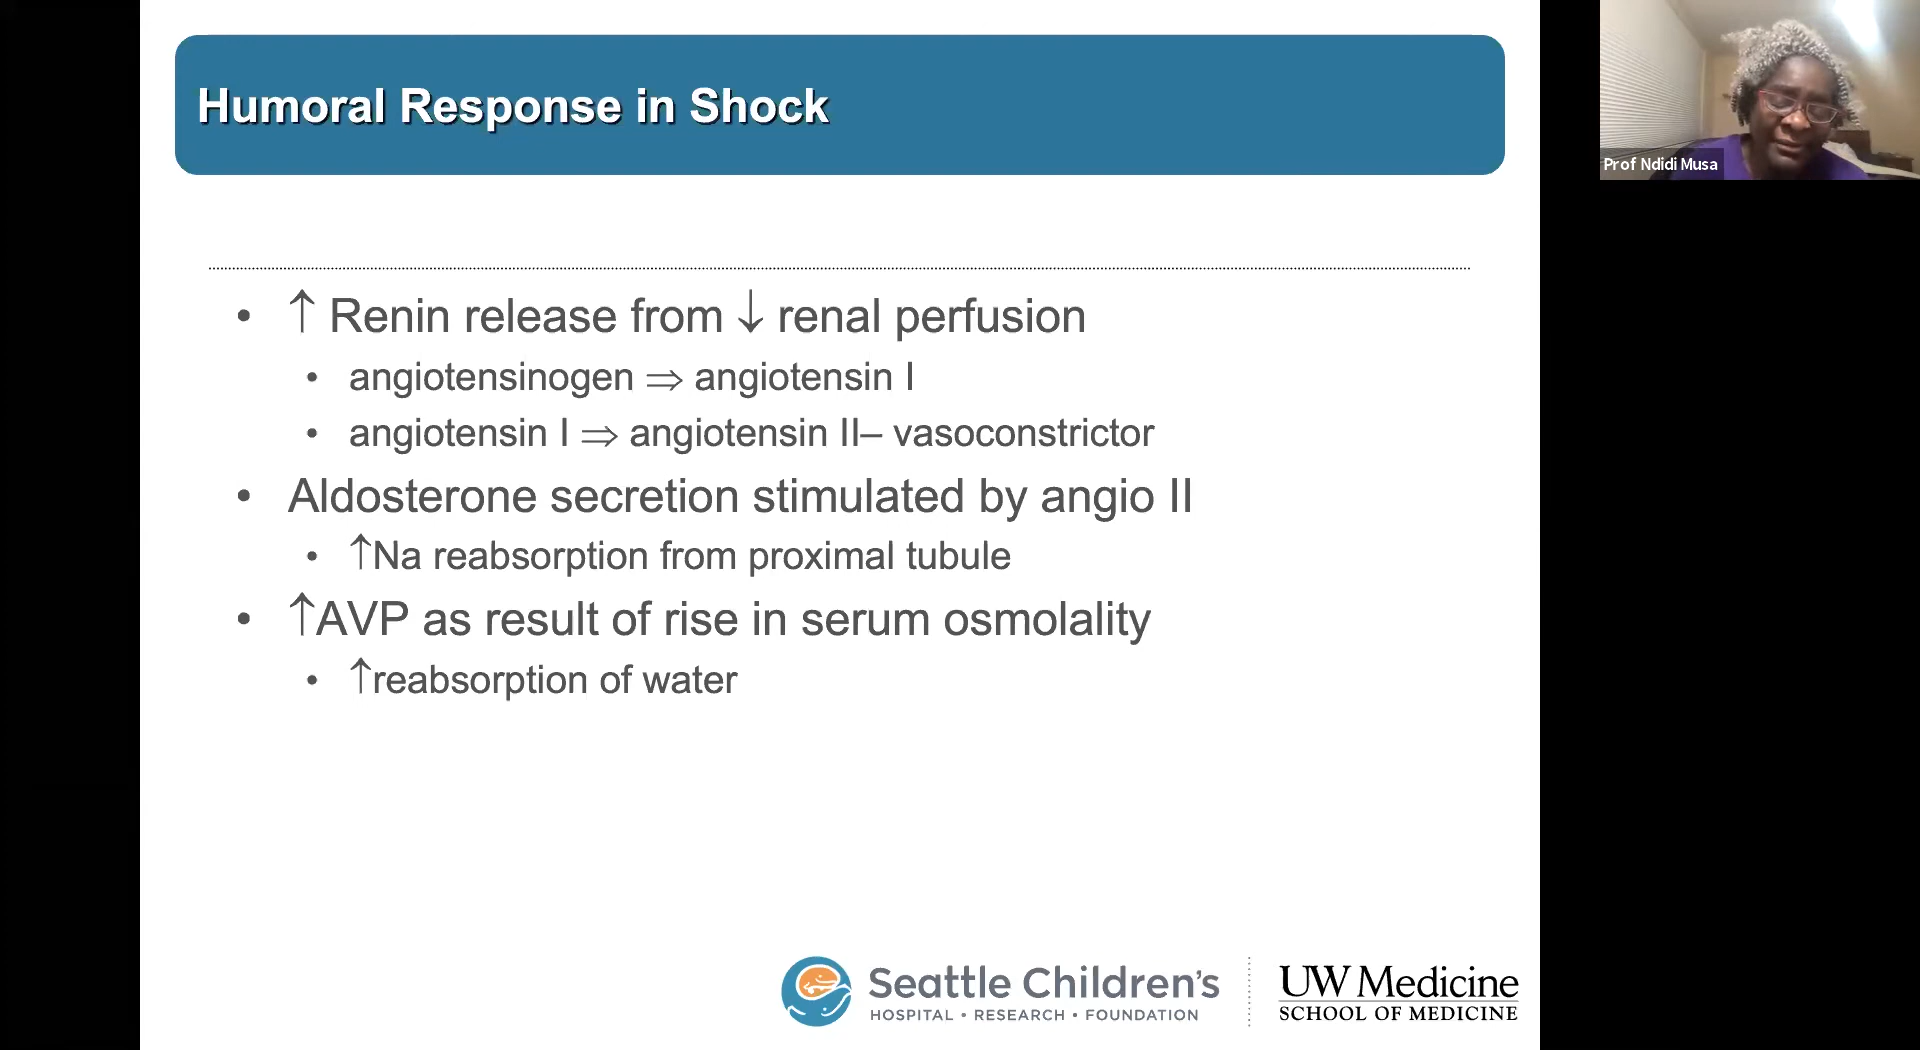 Humoral Response in Shock
Prof Ndidi Musa
• ↑ Renin release from ↓ renal perfusion
• angiotensinogen ⇒ angiotensin I
• angiotensin I ⇒ angiotensin II– vasoconstrictor
• Aldosterone secretion stimulated by angio II
• ↑Na reabsorption from proximal tubule
• ↑AVP as result of rise in serum osmolality
• ↑reabsorption of water
Seattle Children's
HOSPITAL • RESEARCH • FOUNDATION
UW Medicine
SCHOOL OF MEDICINE